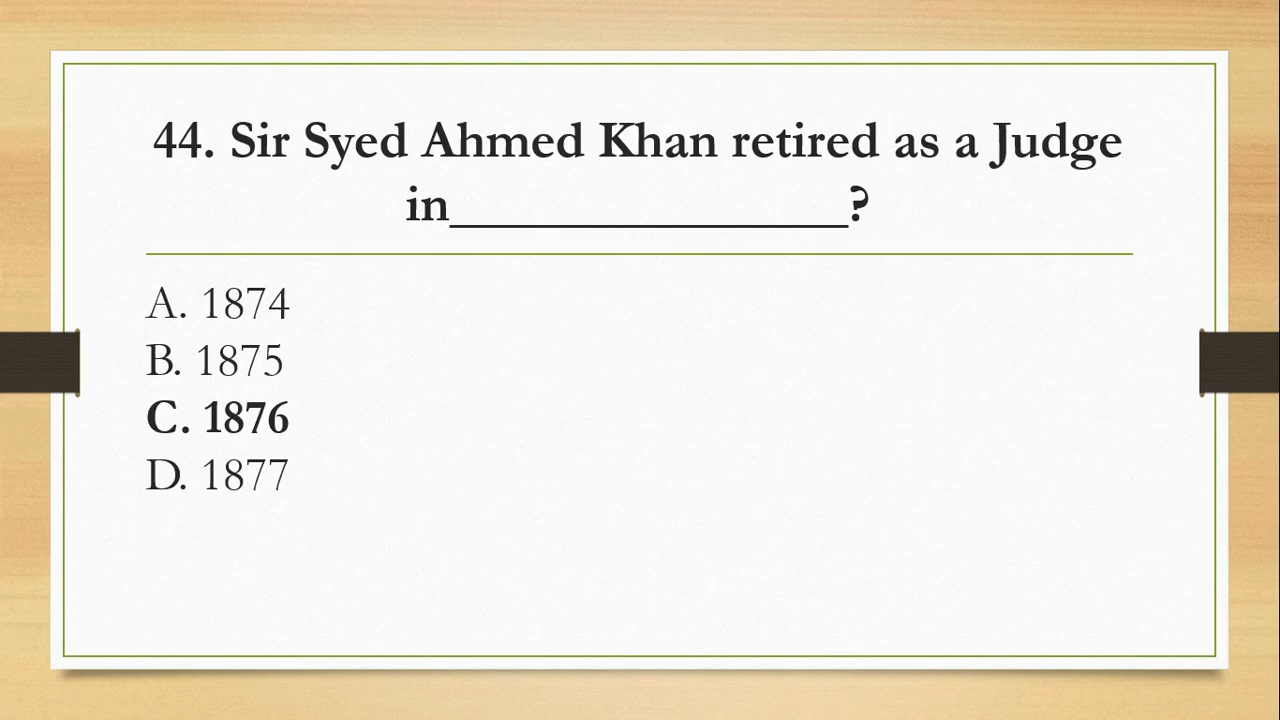 44. Sir Syed Ahmed Khan retired as a Judge
in________________?
A. 1874
B. 1875
C. 1876
D. 1877